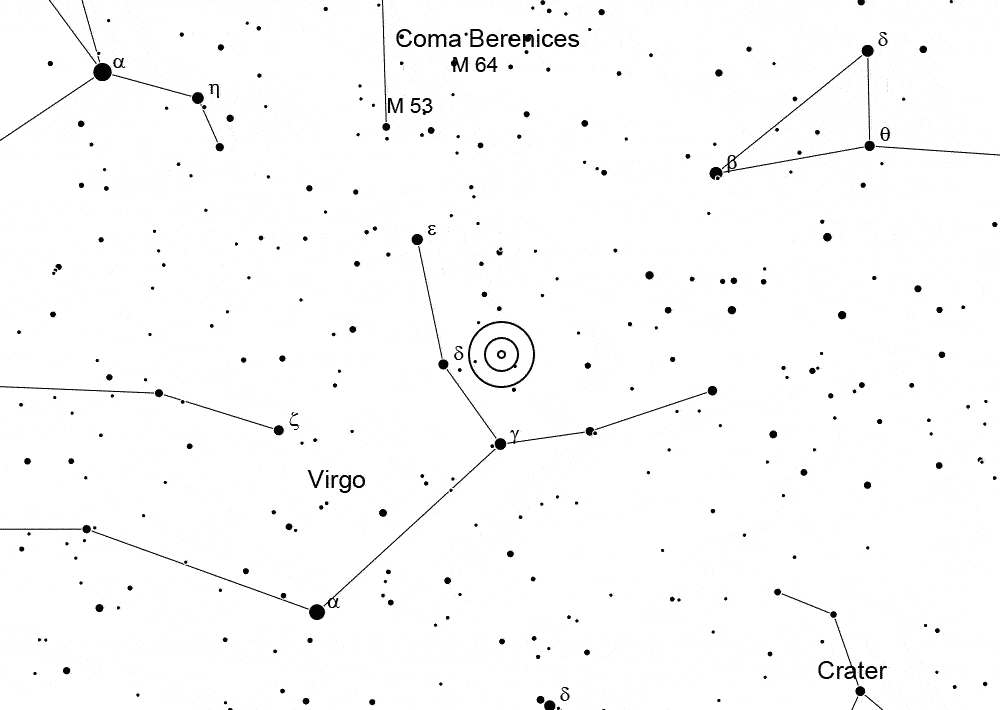 Coma Berenices
δ
α
M 64
η
M 53
θ
β
ε
δ
ζ
γ
Virgo
α
Crater
δ